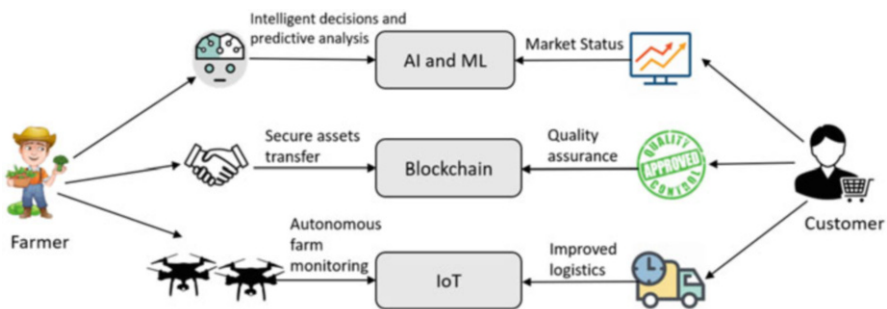 Intelligent decisions and
predictive analysis
AI and ML
Market Status
Secure assets
transfer
Blockchain
Quality
assurance
QUALITY
APPROVED
CONTROL
Farmer
Customer
Autonomous
farm
monitoring
IoT
Improved
logistics